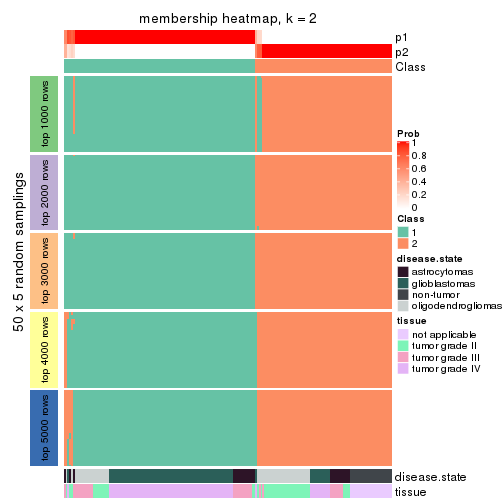 membership heatmap, k = 2
p1
p2
Class
50 x 5 random samplings
top 1000 rows
top 2000 rows
top 3000 rows
top 4000 rows
top 5000 rows
Prob
1
0.8
0.6
0.4
0.2
0
Class
1
2
disease.state
astrocytomas
glioblastomas
non-tumor
oligodendrogliomas
tissue
not applicable
tumor grade II
tumor grade III
tumor grade IV
disease.state
tissue